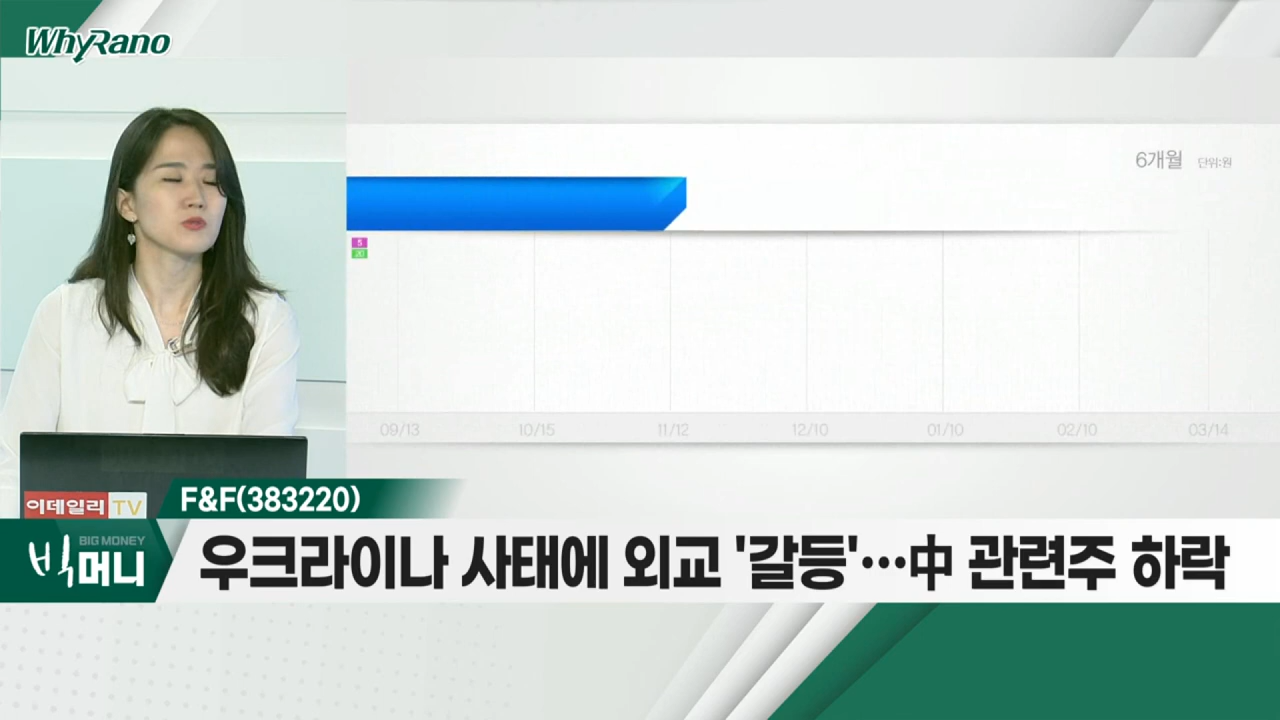 WhyRano
6개월 단위:원
5
20
09/13 10/15 11/12 12/10 01/10 02/10 03/14
이데일리 TV
F&F(383220)
BIG MONEY
빅머니
우크라이나 사태에 외교 '갈등'…中 관련주 하락